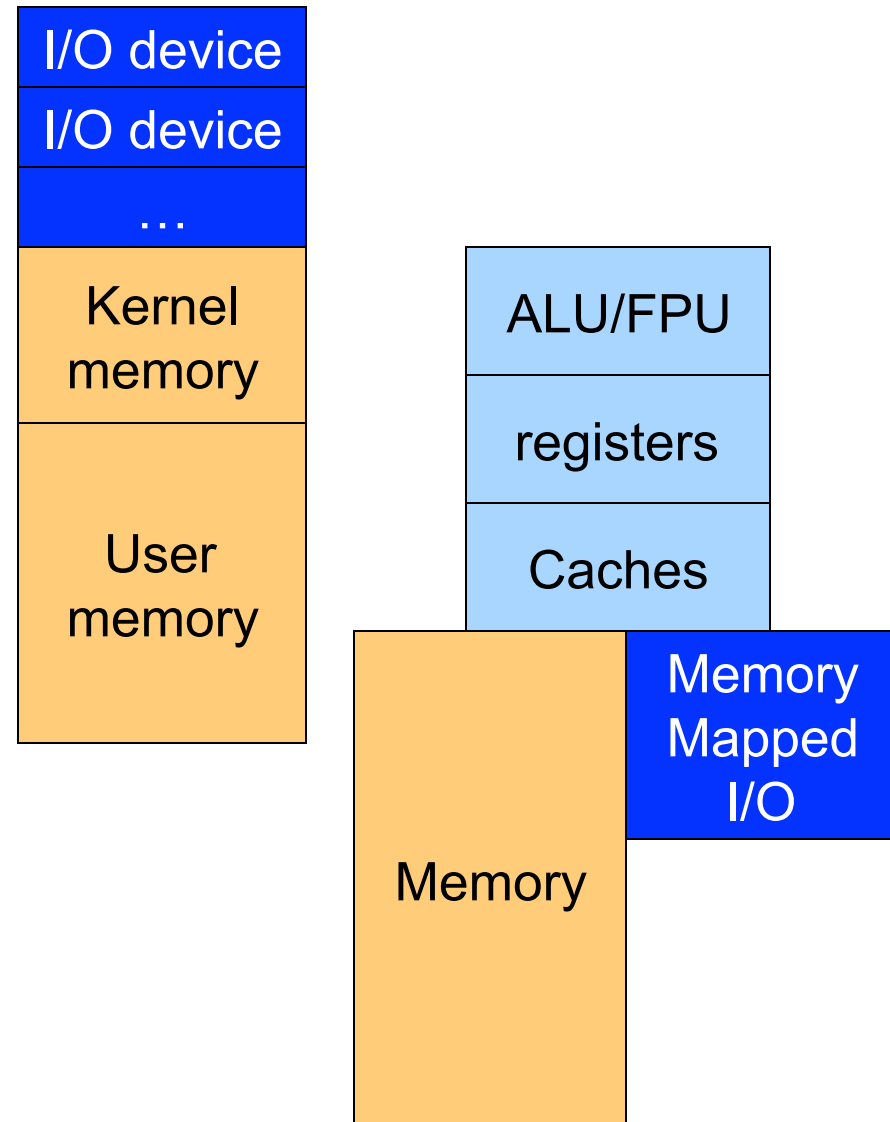 I/O device
I/O device
…
Kernel
memory
User
memory
ALU/FPU
registers
Caches
Memory
Mapped
I/O
Memory